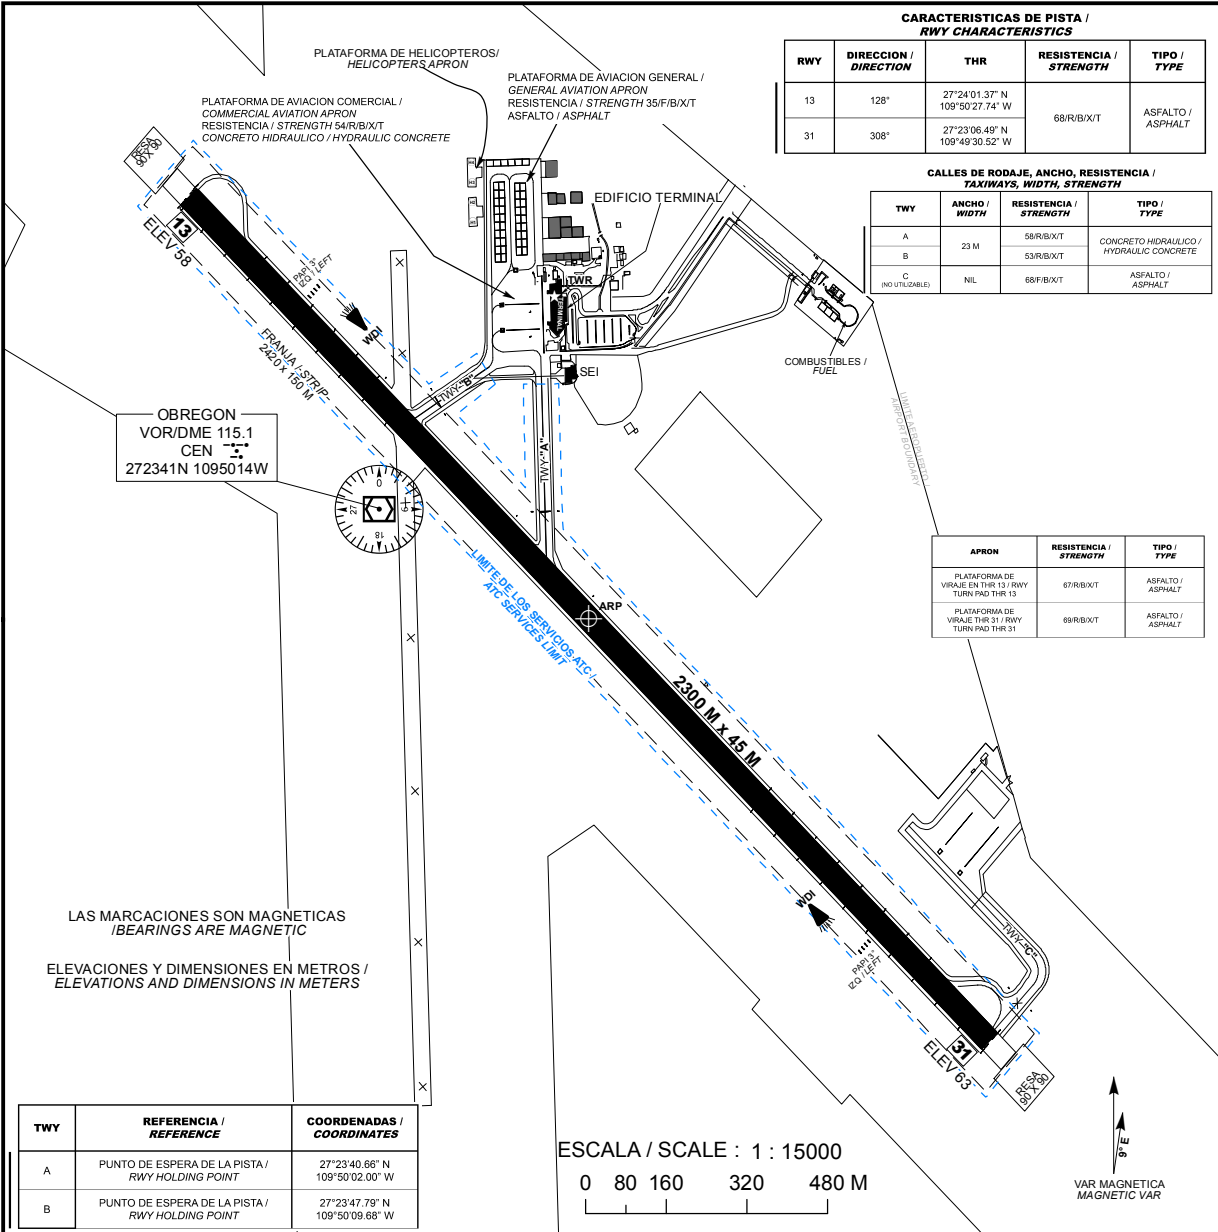 CARACTERISTICAS DE PISTA /
RWY CHARACTERISTICS
RWY
DIRECCION /
DIRECTION
THR
RESISTENCIA /
STRENGTH
TIPO /
TYPE
13
128°
27°24'01.37" N
109°50'27.74" W
68/R/B/X/T
ASFALTO /
ASPHALT
31
308°
27°23'06.49" N
109°49'30.52" W
CALLES DE RODAJE, ANCHO, RESISTENCIA /
TAXIWAYS, WIDTH, STRENGTH
TWY
ANCHO /
WIDTH
RESISTENCIA /
STRENGTH
TIPO /
TYPE
A
23 M
58/R/B/X/T
CONCRETO HIDRAULICO /
HYDRAULIC CONCRETE
B
53/R/B/X/T
C
(NO UTILIZABLE)
NIL
68/F/B/X/T
ASFALTO /
ASPHALT
PLATAFORMA DE HELICOPTEROS/
HELICOPTERS APRON
PLATAFORMA DE AVIACION GENERAL /
GENERAL AVIATION APRON
RESISTENCIA / STRENGTH 35/F/B/X/T
ASFALTO / ASPHALT
PLATAFORMA DE AVIACION COMERCIAL /
COMMERCIAL AVIATION APRON
RESISTENCIA / STRENGTH 54/R/B/X/T
CONCRETO HIDRAULICO / HYDRAULIC CONCRETE
RESA
90 X 90
13
ELEV 58
PAPI 3°
IZQ / LEFT
WDI
EDIFICIO TERMINAL
TWR
TERMINAL
SEI
COMBUSTIBLES /
FUEL
LIMITE AEROPUERTO /
AIRPORT BOUNDARY
FRANJA / STRIP
2420 x 150 M
TWY "B"
TWY "A"
OBREGON
VOR/DME 115.1
CEN
272341N 1095014W
0
9
18
27
LIMITE DE LOS SERVICIOS ATC /
ATC SERVICES LIMIT
ARP
2300 M x 45 M
APRON
RESISTENCIA /
STRENGTH
TIPO /
TYPE
PLATAFORMA DE
VIRAJE EN THR 13 / RWY
TURN PAD THR 13
67/R/B/X/T
ASFALTO /
ASPHALT
PLATAFORMA DE
VIRAJE THR 31 / RWY
TURN PAD THR 31
69/R/B/X/T
ASFALTO /
ASPHALT
WDI
PAPI 3°
IZQ / LEFT
TWY "C"
31
ELEV 63
RESA
90 X 90
LAS MARCACIONES SON MAGNETICAS
/BEARINGS ARE MAGNETIC
ELEVACIONES Y DIMENSIONES EN METROS /
ELEVATIONS AND DIMENSIONS IN METERS
TWY
REFERENCIA /
REFERENCE
COORDENADAS /
COORDINATES
A
PUNTO DE ESPERA DE LA PISTA /
RWY HOLDING POINT
27°23'40.66" N
109°50'02.00" W
B
PUNTO DE ESPERA DE LA PISTA /
RWY HOLDING POINT
27°23'47.79" N
109°50'09.68" W
ESCALA / SCALE : 1 : 15000
0 80 160 320 480 M
9° E
VAR MAGNETICA
MAGNETIC VAR